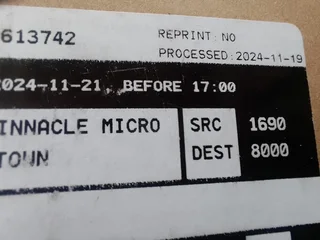 613742 REPRINT: NO
PROCESSED: 2024-11-19
2024-11-21, BEFORE 17:00
INNACLE MICRO SRC 1690
TOWN DEST 8000